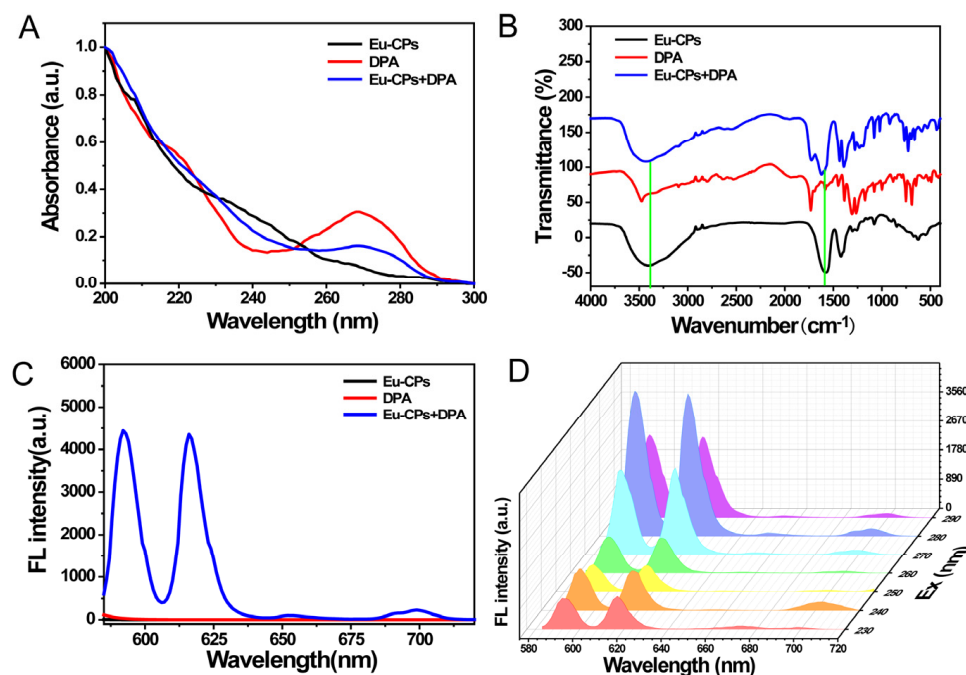 A
Eu-CPs
DPA
Eu-CPs+DPA
1.0
0.8
0.6
0.4
0.2
0.0
Absorbance (a.u.)
200 220 240 260 280 300
Wavelength (nm)
B
Eu-CPs
DPA
Eu-CPs+DPA
300
250
200
150
100
50
0
-50
Transmittance (%)
4000 3500 3000 2500 2000 1500 1000 500
Wavenumber(cm-1)
C
Eu-CPs
DPA
Eu-CPs+DPA
6000
5000
4000
3000
2000
1000
0
FL intensity(a.u.)
600 625 650 675 700
Wavelength(nm)
D
3560
2670
1780
890
0
FL intensity (a.u.)
290
280
270
260
250
240
230
Ex (nm)
580 600 620 640 660 680 700 720
Wavelength (nm)